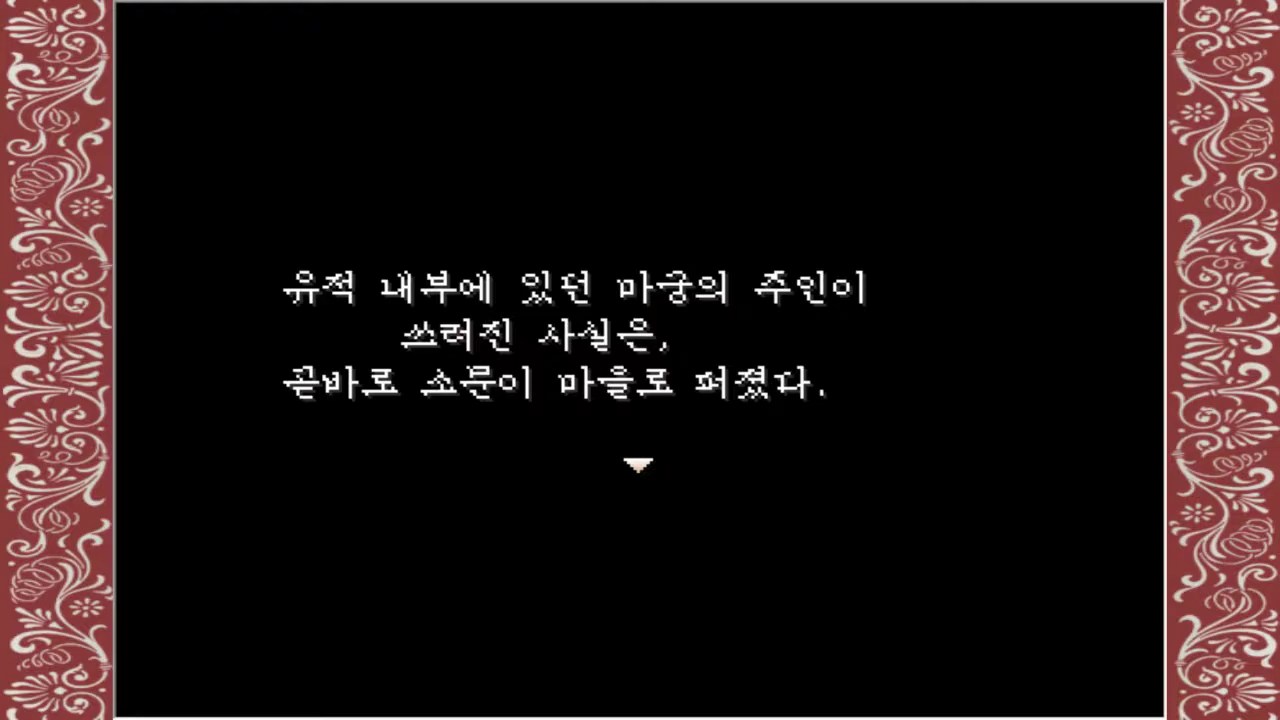 유적 내부에 있던 마궁의 주인이
쓰러진 사실은,
곧바로 소문이 마을로 퍼졌다.